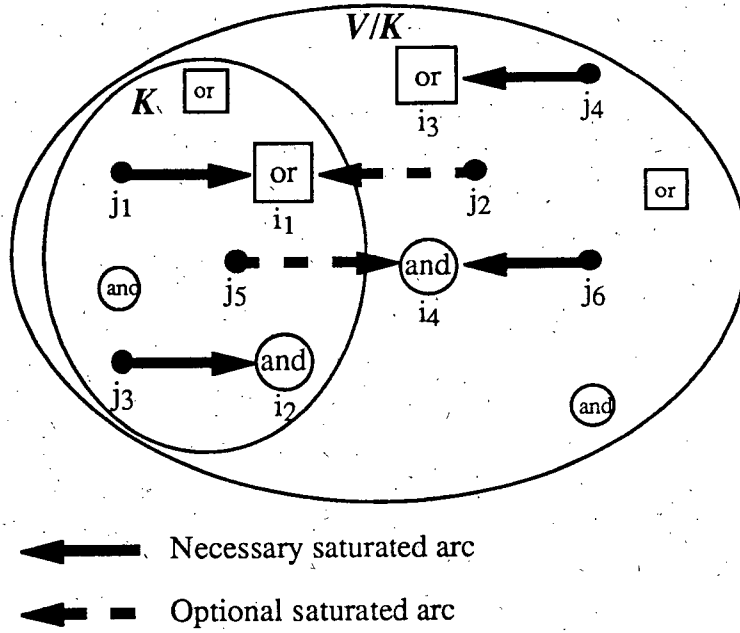 V/K
or
or
K
i3
j4
or
or
j1
i1
j2
and
and
j5
j6
i4
and
j3
i2
and
Necessary saturated arc
Optional saturated arc